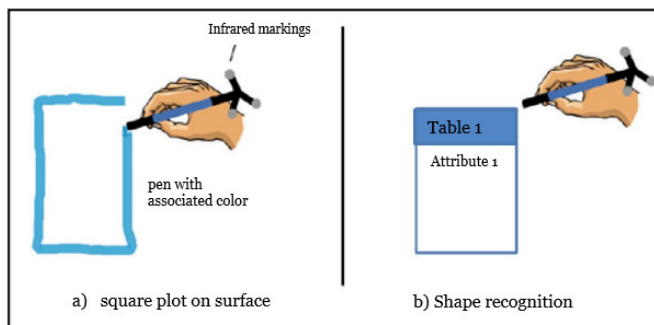 Infrared markings
pen with
associated color
a) square plot on surface
Table 1
Attribute 1
b) Shape recognition